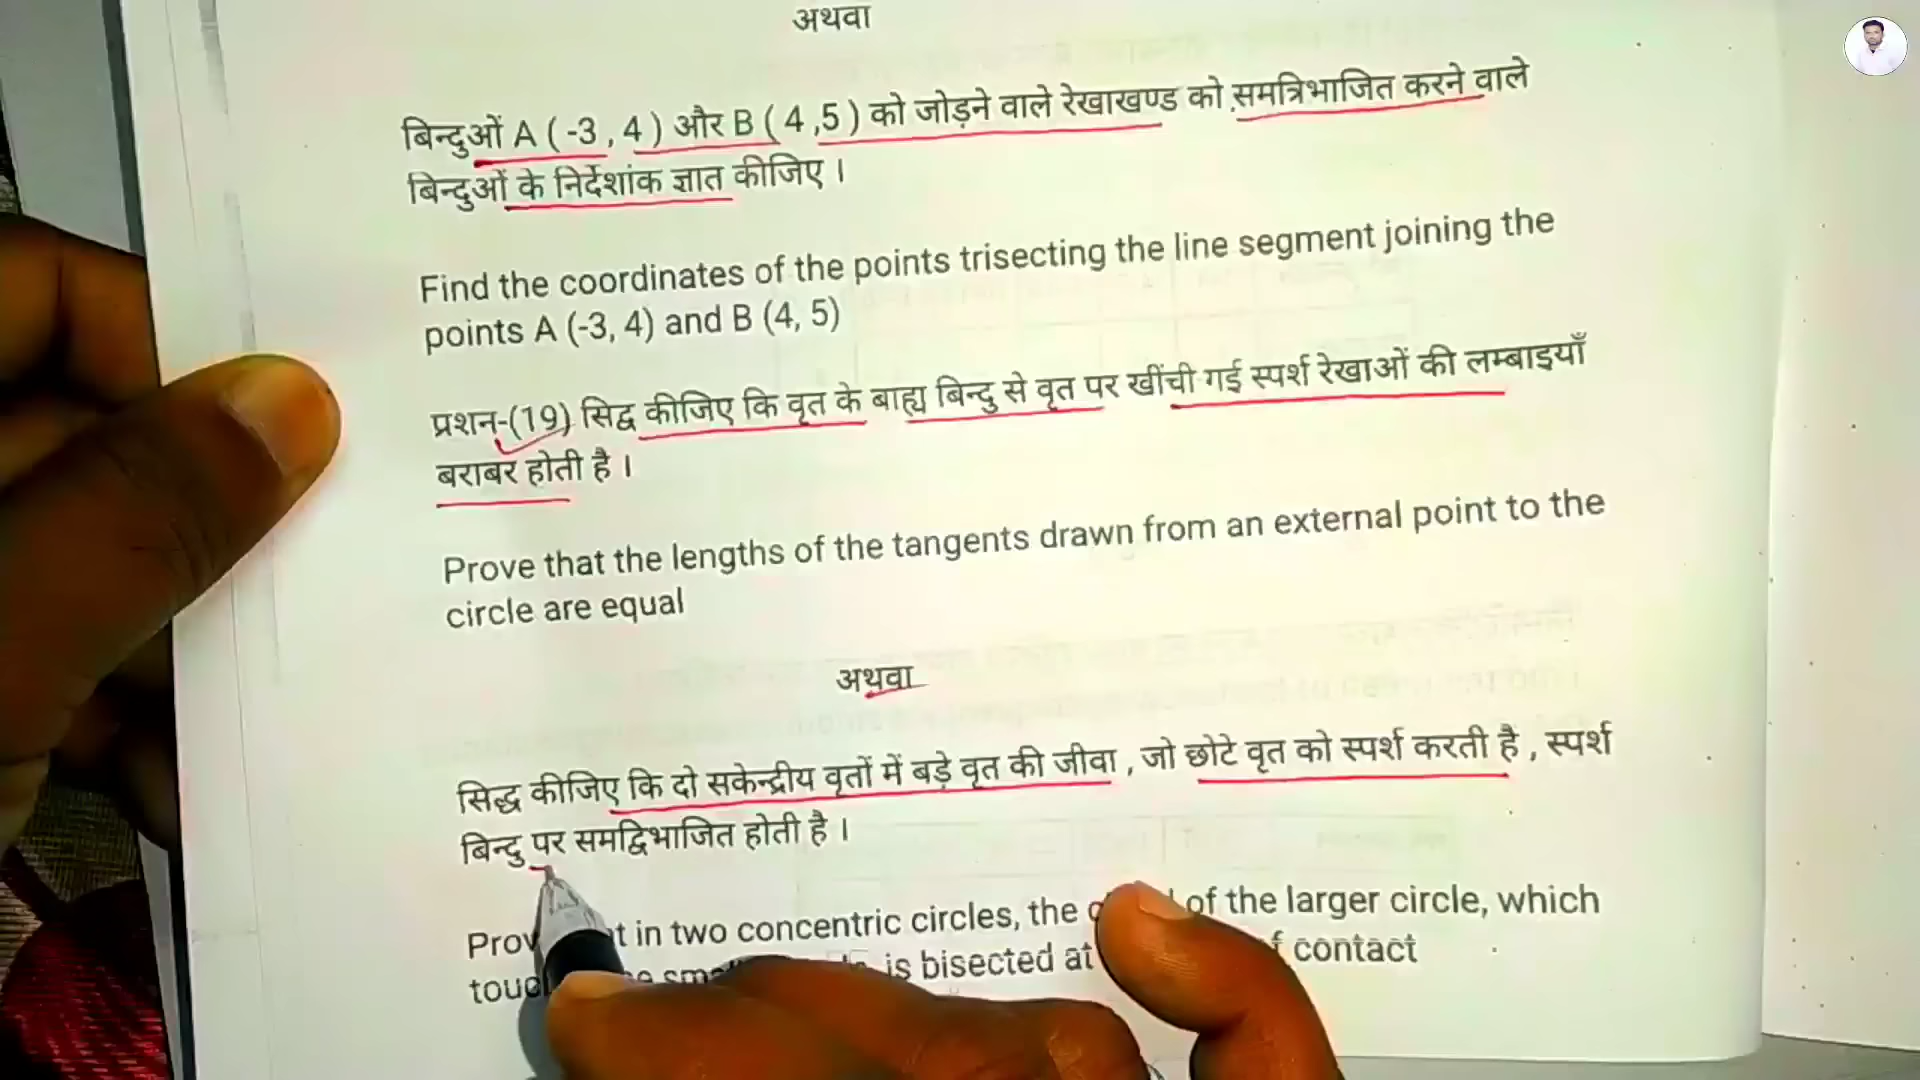 अथवा
बिन्दुओं A ( -3 , 4 ) और B ( 4 ,5 ) को जोड़ने वाले रेखाखण्ड को समत्रिभाजित करने वाले
बिन्दुओं के निर्देशांक ज्ञात कीजिए ।
Find the coordinates of the points trisecting the line segment joining the
points A (-3, 4) and B (4, 5)
प्रशन-(19) सिद्व कीजिए कि वृत के बाह्य बिन्दु से वृत पर खींची गई स्पर्श रेखाओं की लम्बाइयाँ
बराबर होती है ।
Prove that the lengths of the tangents drawn from an external point to the
circle are equal
अथवा
सिद्ध कीजिए कि दो सकेन्द्रीय वृतों में बड़े वृत की जीवा , जो छोटे वृत को स्पर्श करती है , स्पर्श
बिन्दु पर समद्विभाजित होती है ।
in two concentric circles, the of the larger circle, which
is bisected at contact